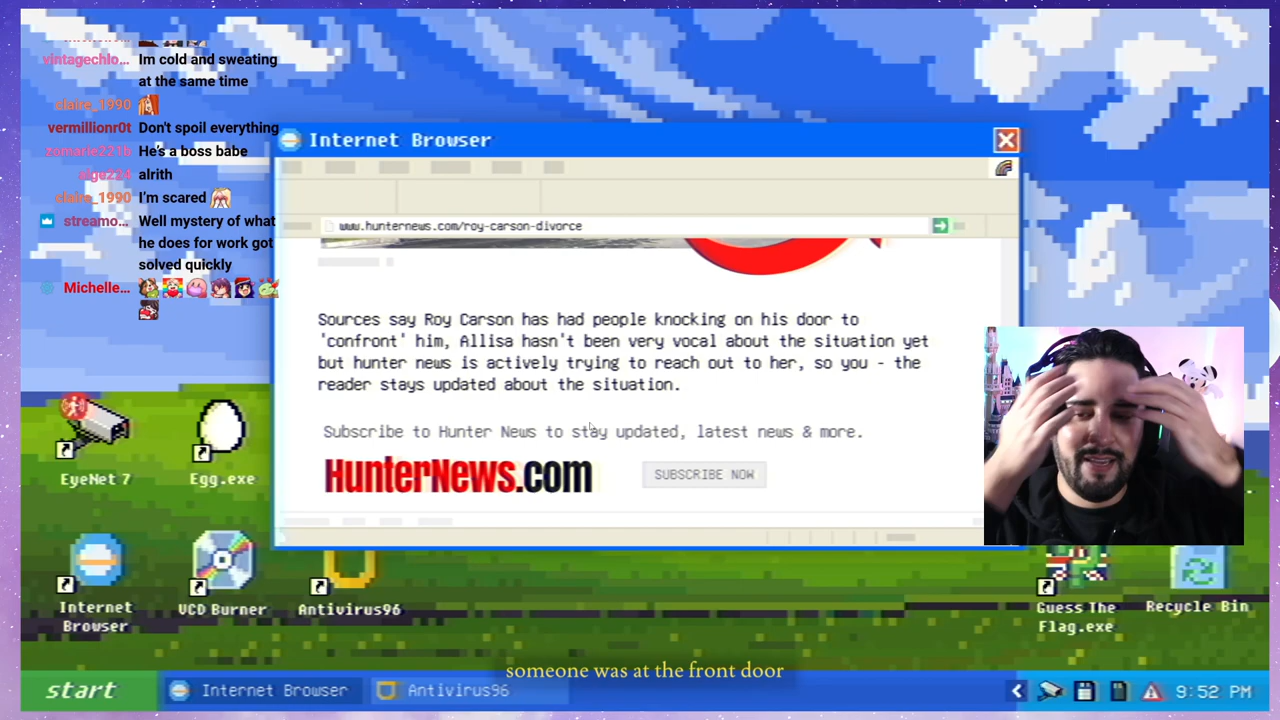 vintagechlo... Im cold and sweating
at the same time
claire_1990
vermillionr0t Don't spoil everything
zomarie221b He's a boss babe
alrith
claire_1990 I'm scared
streamo... Well mystery of what
he does for work got
solved quickly
Michelle...
Internet Browser
www.hunternews.com/roy-carson-divorce
Sources say Roy Carson has had people knocking on his door to
'confront' him, Allisa hasn't been very vocal about the situation yet
but hunter news is actively trying to reach out to her, so you - the
reader stays updated about the situation.
Subscribe to Hunter News to stay updated, latest news & more.
HunterNews.com
SUBSCRIBE NOW
EyeNet 7
Egg.exe
Internet
Browser
VCD Burner
Antivirus96
Guess The
Flag.exe
Recycle Bin
someone was at the front door
start
Internet Browser
Antivirus96
9:52 PM